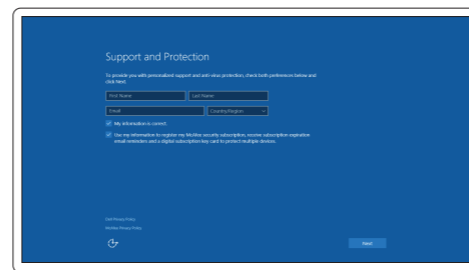 Support and Protection
To provide you with personalized support and anti-virus protection, check both preferences below and
click Next.
First Name
Last Name
Email
Country/Region
My information is correct.
Use my information to register my McAfee security subscription, receive subscription expiration
email reminders and a digital subscription key card to protect multiple devices.
Dell Privacy Policy
McAfee Privacy Policy
Next